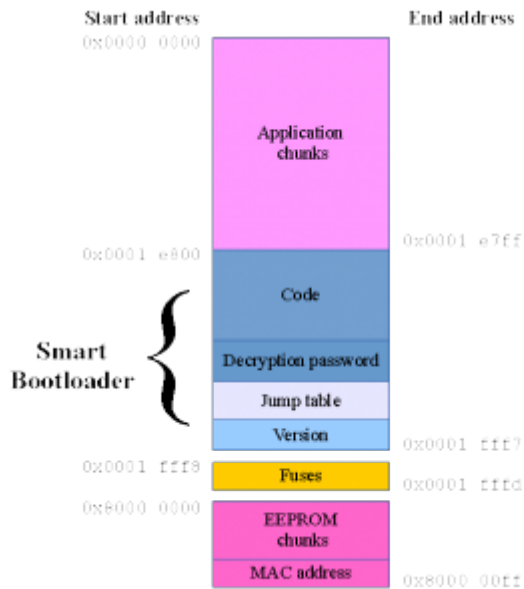 Start address
End address
0x0000 0000
Application
chunks
0x0001 e7ff
0x0001 e800
Code
Smart
Bootloader
Decryption password
Jump table
Version
0x0001 fff7
0x0001 fff8
Fuses
0x0001 fffd
0x8000 0000
EEPROM
chunks
MAC address
0x8000 00ff